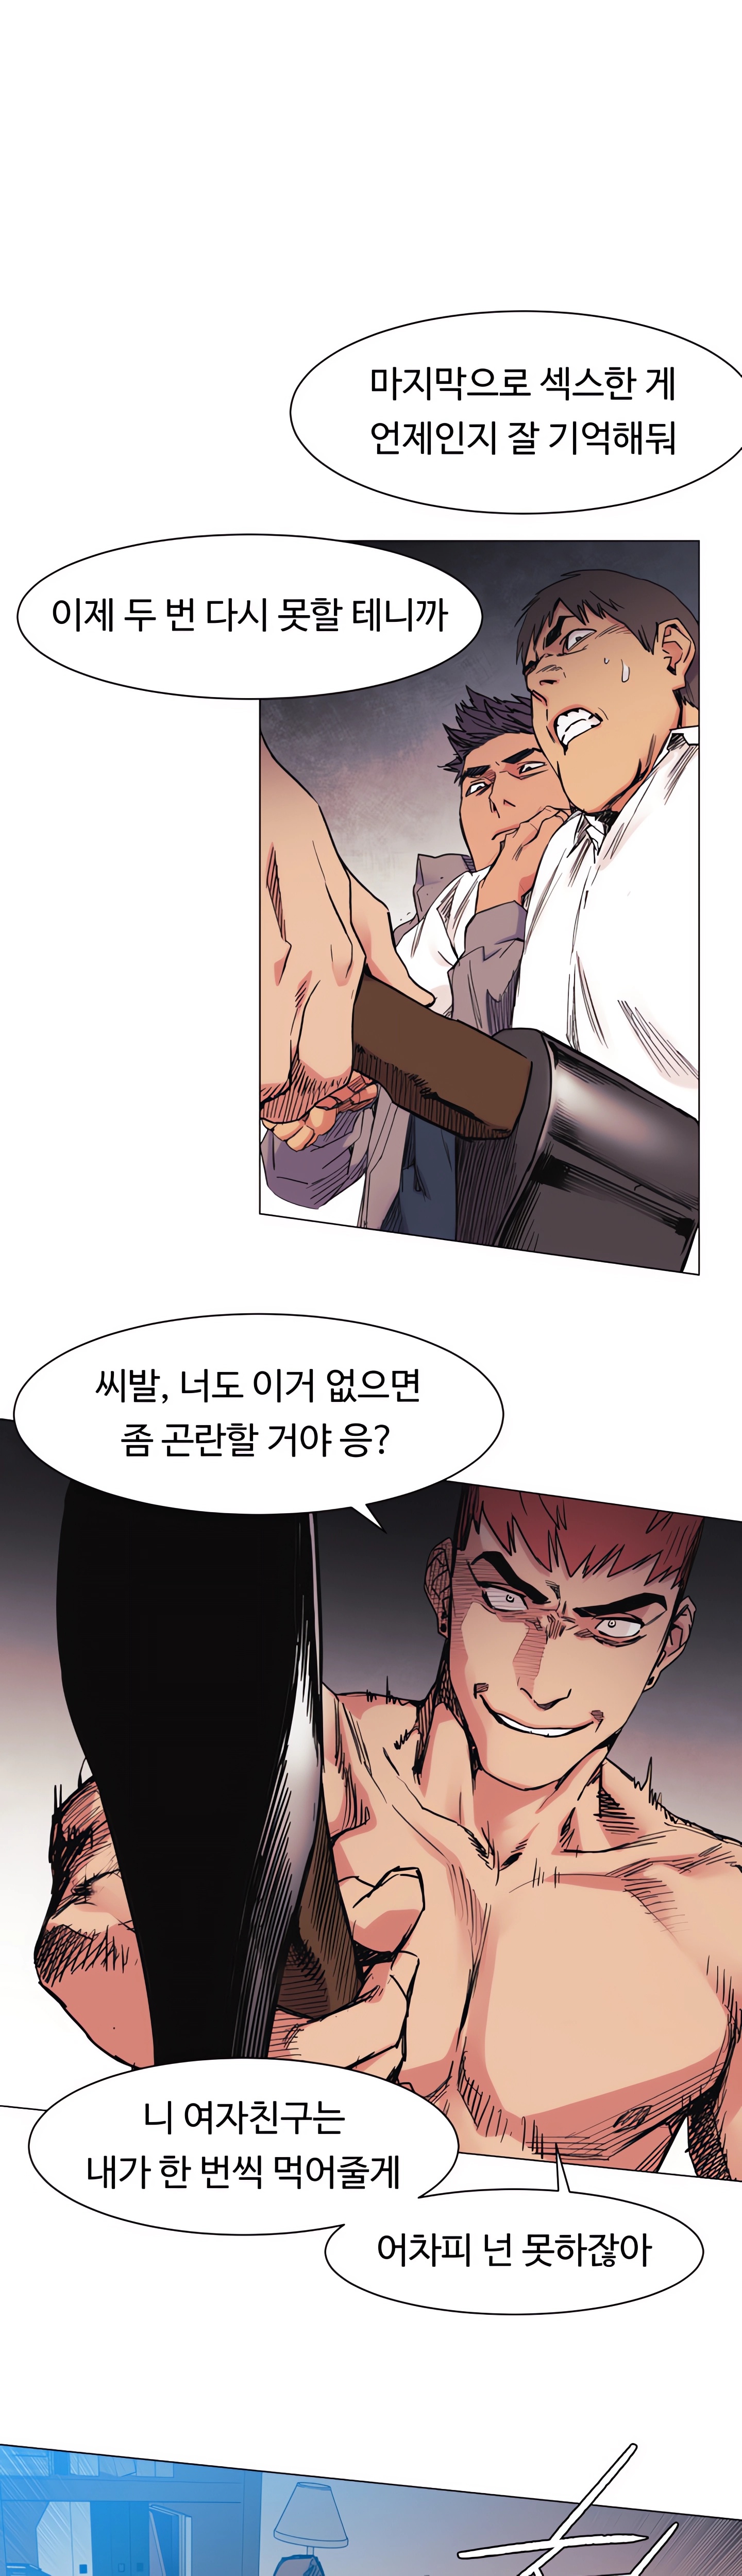 마지막으로 섹스한 게
언제인지 잘 기억해둬
이제 두 번 다시 못할 테니까
씨발, 너도 이거 없으면
좀 곤란할 거야 응?
니 여자친구는
내가 한 번씩 먹어줄게
어차피 넌 못하잖아